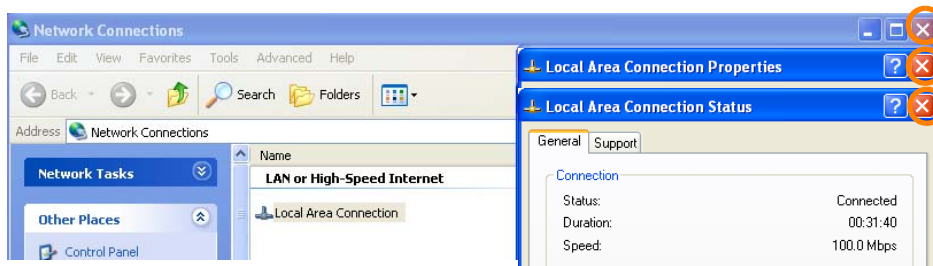 Network Connections
File Edit View Favorites Tools Advanced Help
Back Search Folders
Address Network Connections
Network Tasks
Other Places
Control Panel
Name
LAN or High-Speed Internet
Local Area Connection
Local Area Connection Properties
Local Area Connection Status
General Support
Connection
Status: Connected
Duration: 00:31:40
Speed: 100.0 Mbps